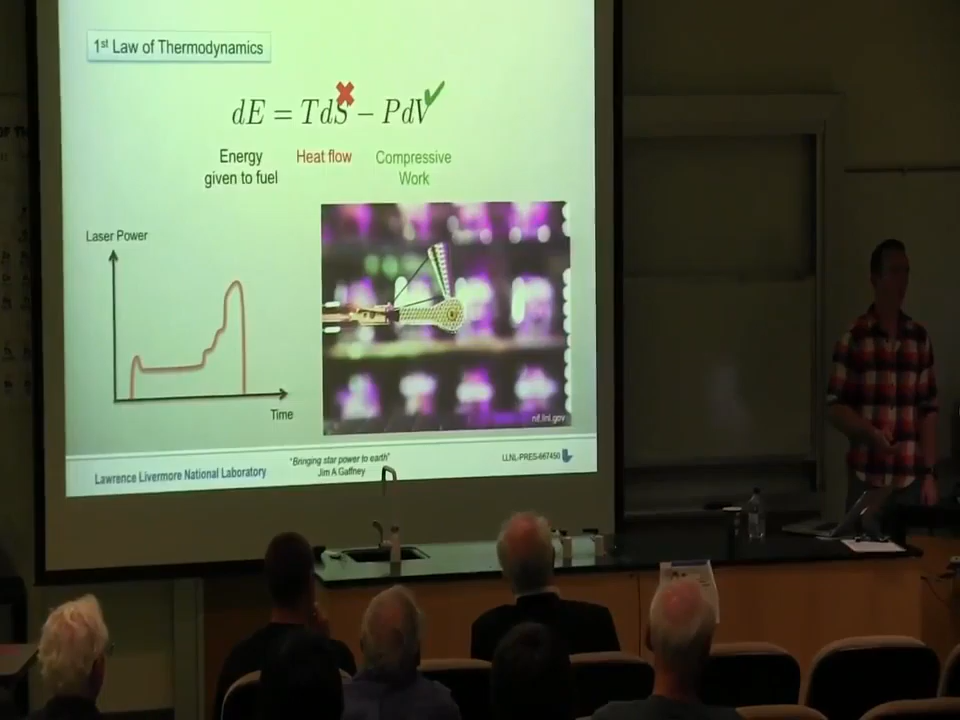 1st Law of Thermodynamics
dE = TdS − PdV
Energy
given to fuel
Heat flow
Compressive
Work
Laser Power
Time
nif.llnl.gov
Lawrence Livermore National Laboratory
"Bringing star power to earth"
Jim A Gaffney
LLNL-PRES-667450